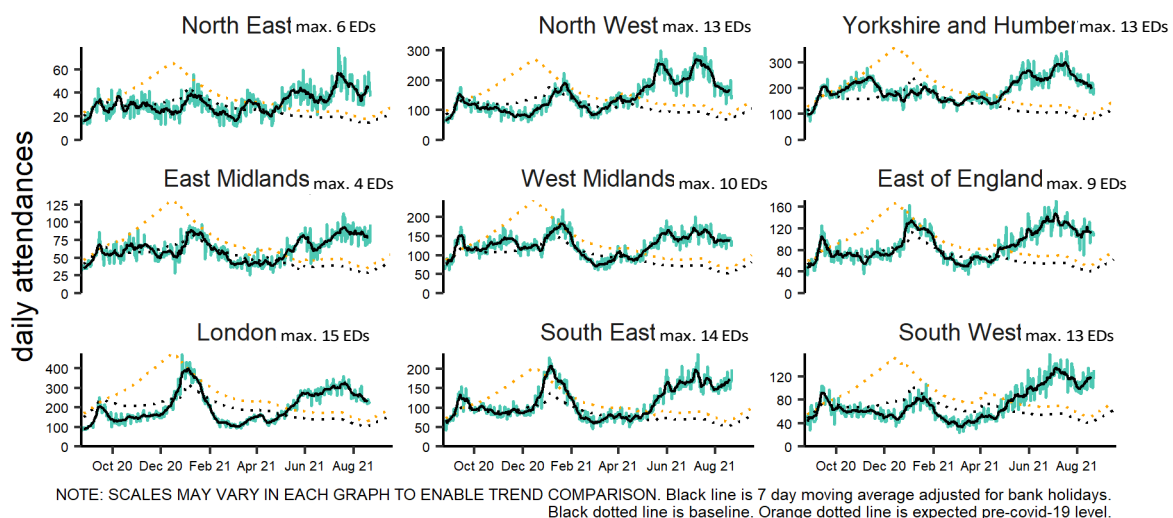 North East max. 6 EDs
North West max. 13 EDs
Yorkshire and Humber max. 13 EDs
60
40
20
0
300
200
100
0
300
200
100
0
East Midlands max. 4 EDs
West Midlands max. 10 EDs
East of England max. 9 EDs
125
100
75
50
25
0
200
150
100
50
0
160
120
80
40
0
daily attendances
London max. 15 EDs
South East max. 14 EDs
South West max. 13 EDs
400
300
200
100
0
200
150
100
50
0
120
80
40
0
Oct 20 Dec 20 Feb 21 Apr 21 Jun 21 Aug 21
Oct 20 Dec 20 Feb 21 Apr 21 Jun 21 Aug 21
Oct 20 Dec 20 Feb 21 Apr 21 Jun 21 Aug 21
NOTE: SCALES MAY VARY IN EACH GRAPH TO ENABLE TREND COMPARISON. Black line is 7 day moving average adjusted for bank holidays.
Black dotted line is baseline. Orange dotted line is expected pre-covid-19 level.